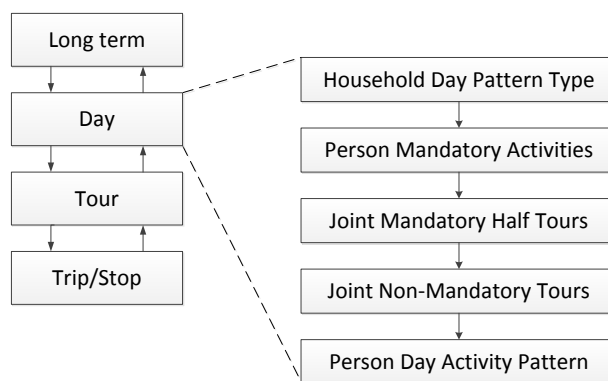 Long term
Day
Tour
Trip/Stop
Household Day Pattern Type
Person Mandatory Activities
Joint Mandatory Half Tours
Joint Non-Mandatory Tours
Person Day Activity Pattern